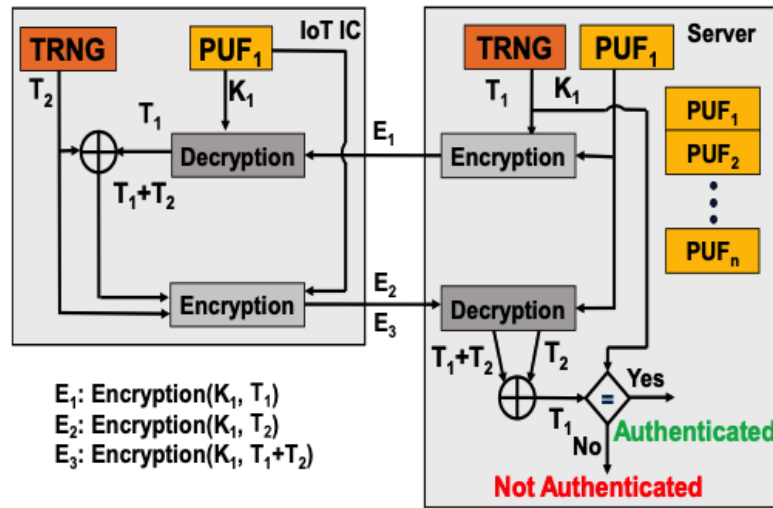 TRNG
PUF₁
IoT IC
T₂
K₁
T₁
Decryption
E₁
T₁+T₂
Encryption
E₂
E₃
Server
TRNG
PUF₁
T₁
K₁
PUF₁
PUF₂
PUFₙ
Encryption
Decryption
T₁+T₂
T₂
T₁
=
Yes
No
Authenticated
Not Authenticated
E₁: Encryption(K₁, T₁)
E₂: Encryption(K₁, T₂)
E₃: Encryption(K₁, T₁+T₂)